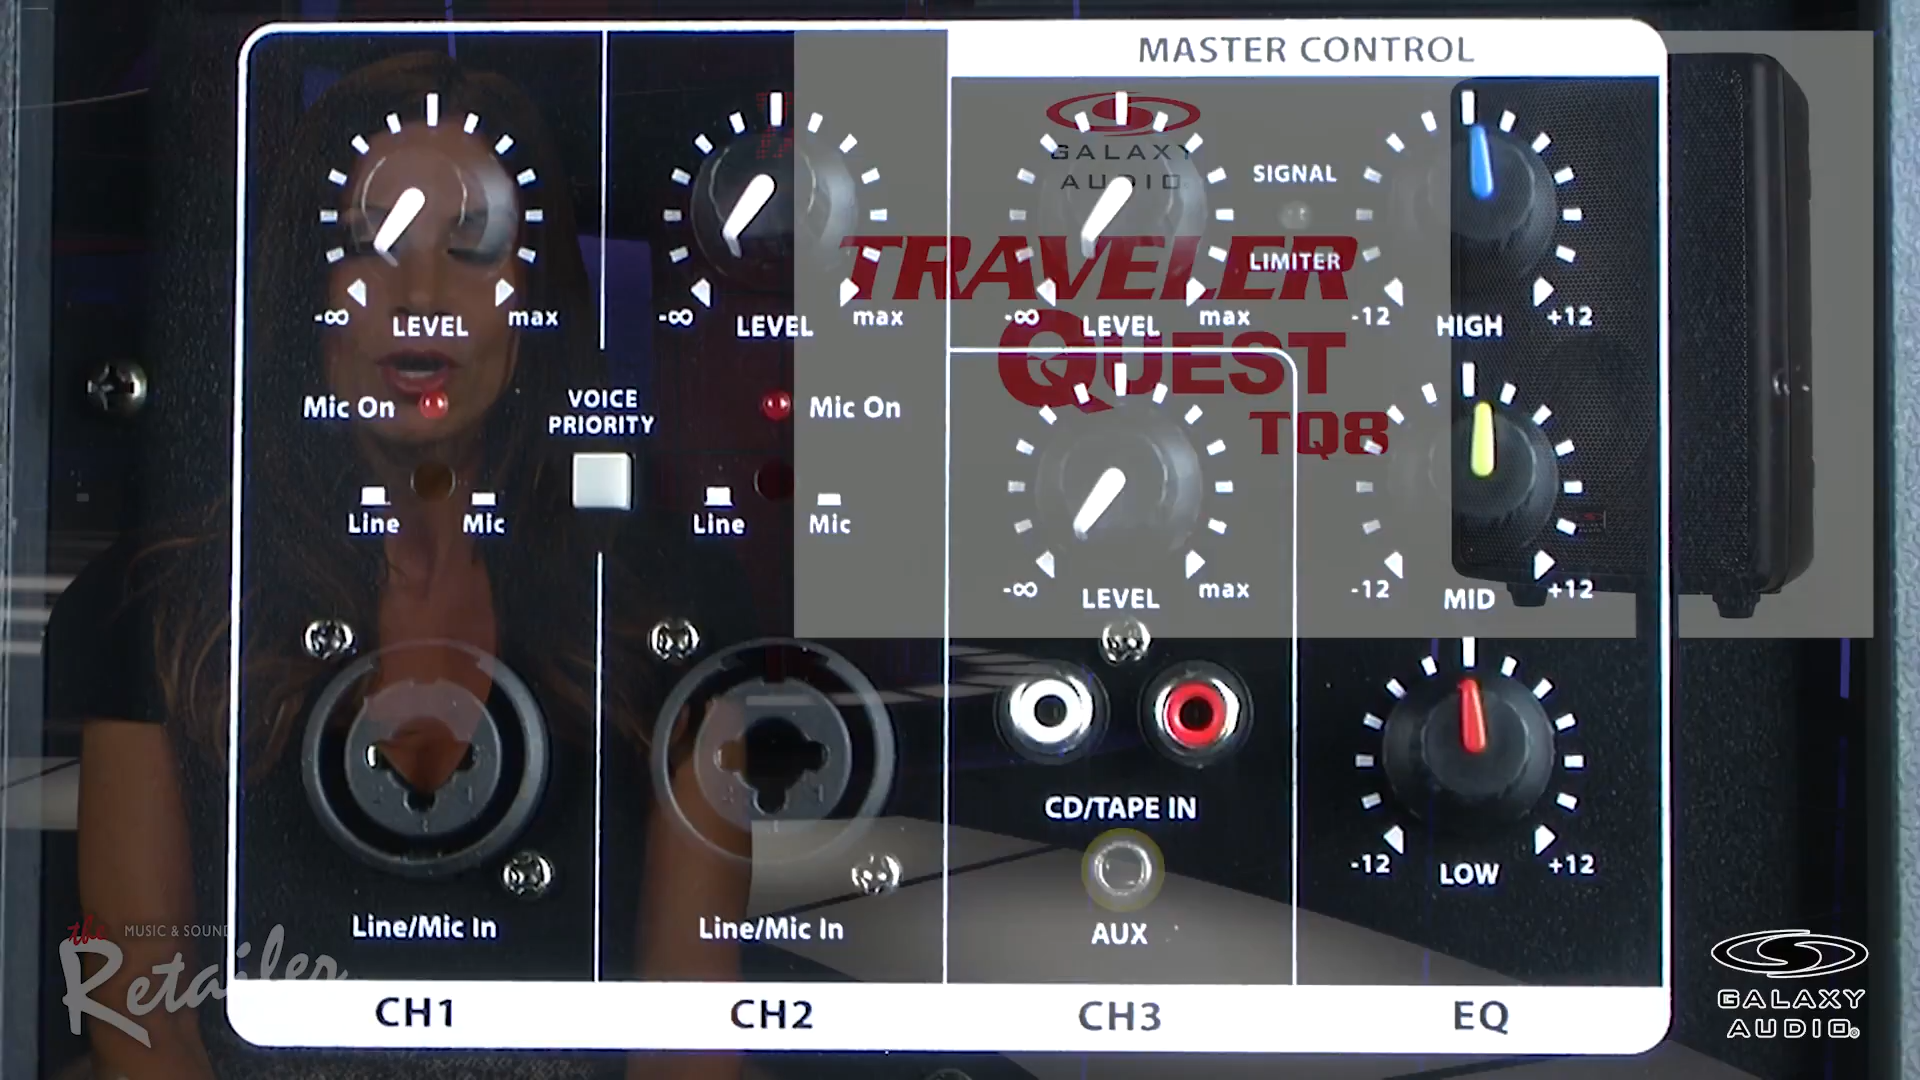 MASTER CONTROL
GALAXY
AUDIO
SIGNAL
TRAVELER
LIMITER
-∞ LEVEL max
-∞ LEVEL max
-∞ LEVEL max
-12 HIGH +12
QUEST
TQ8
Mic On
VOICE
PRIORITY
Mic On
Line Mic
Line Mic
-∞ LEVEL max
-12 MID +12
CD/TAPE IN
-12 LOW +12
Line/Mic In
Line/Mic In
AUX
the MUSIC & SOUND
Retailer
CH1
CH2
CH3
EQ
GALAXY
AUDIO®